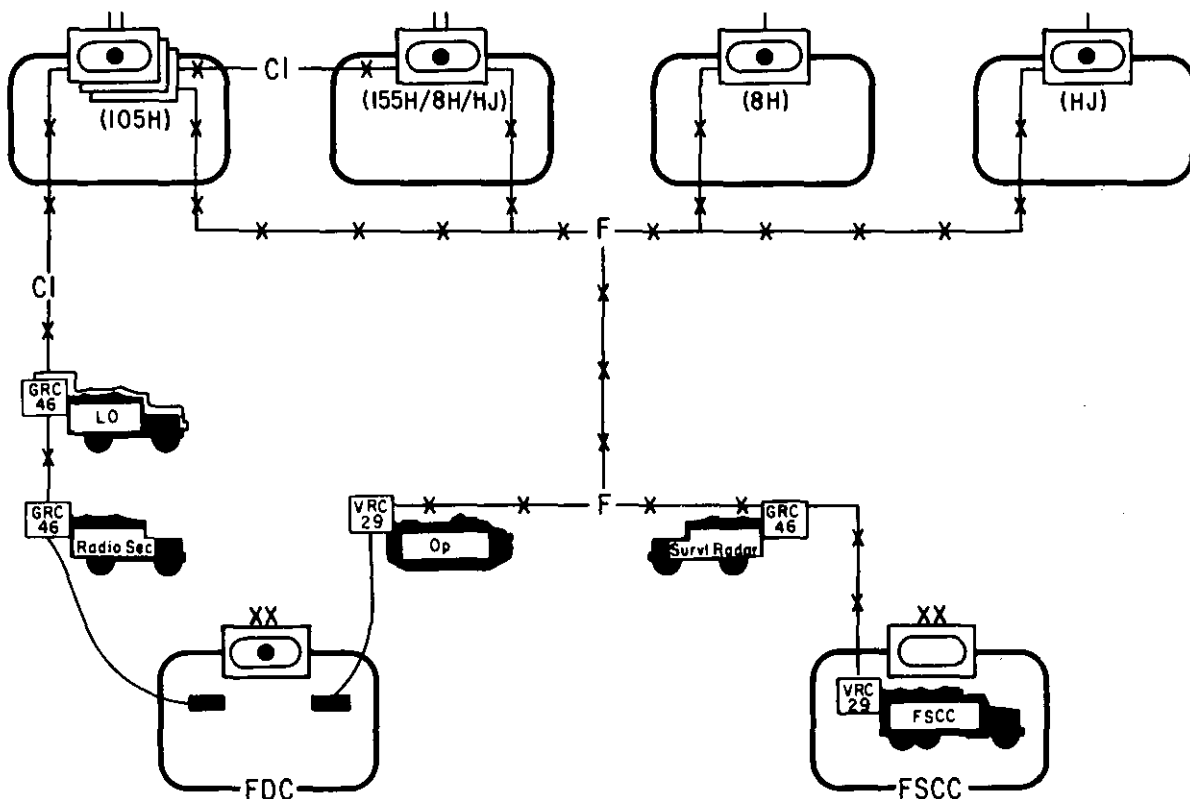 CI
(105H)
(155H/8H/HJ)
(8H)
(HJ)
F
CI
GRC
46
LO
GRC
46
Radio Sec
VRC
29
Op
F
Survl Radar
GRC
46
XX
FDC
XX
VRC
29
FSCC
FSCC